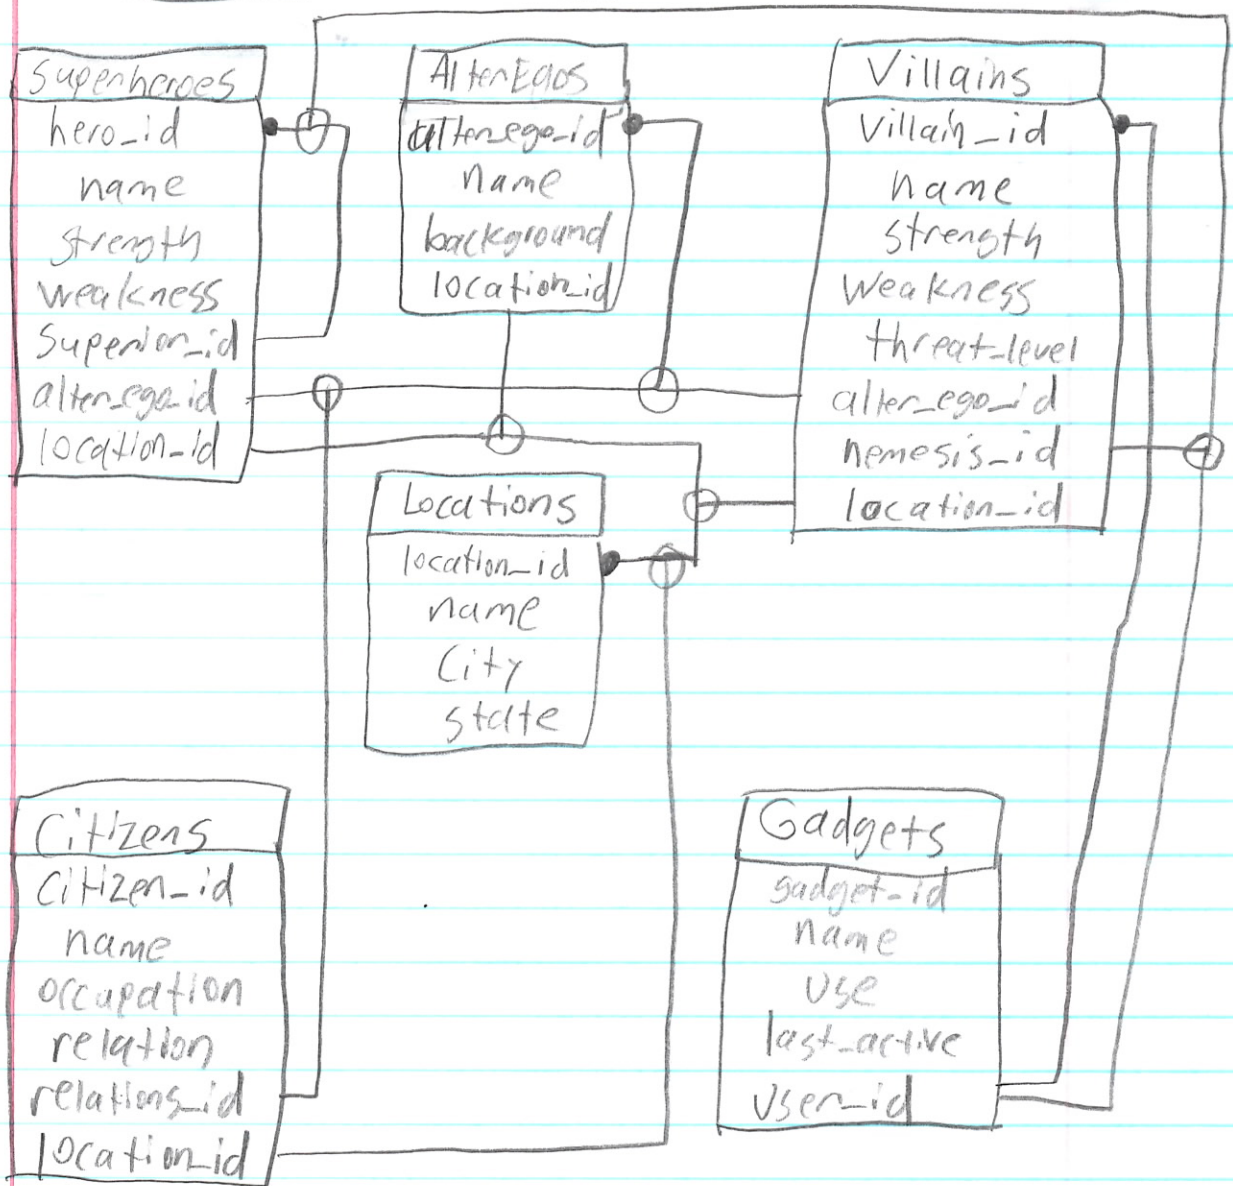 Superheroes
hero_id
name
strength
weakness
superior_id
alter_ego_id
location_id
AlterEgos
alter_ego_id
name
background
location_id
Villains
Villain_id
name
strength
weakness
threat_level
alter_ego_id
nemesis_id
location_id
Locations
location_id
name
City
state
Citizens
Citizen_id
name
occupation
relation
relations_id
location_id
Gadgets
gadget_id
name
use
last_active
user_id